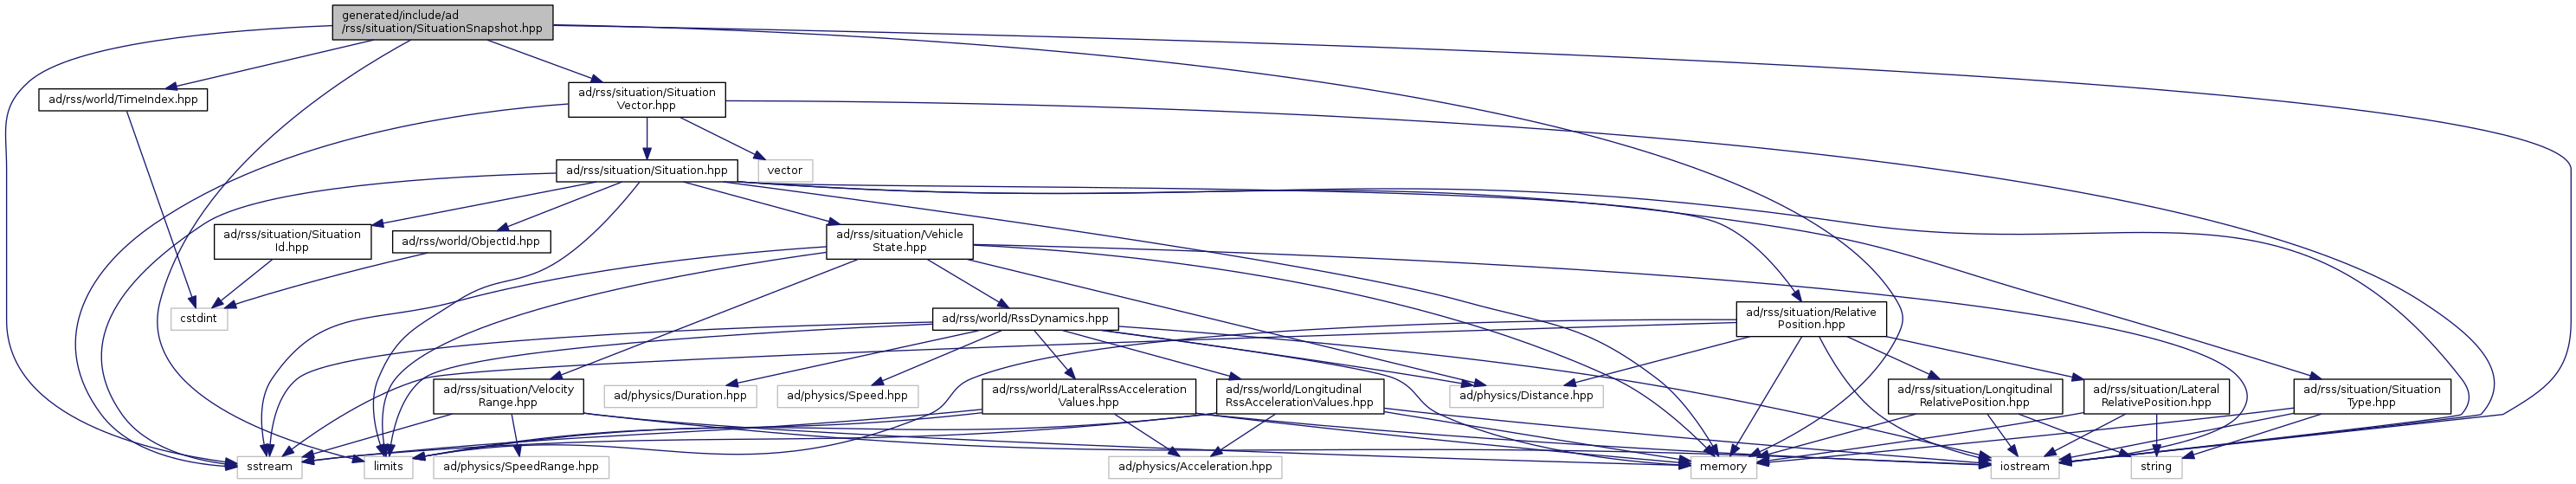 generated/include/ad
/rss/situation/SituationSnapshot.hpp
ad/rss/world/TimeIndex.hpp
ad/rss/situation/Situation
Vector.hpp
ad/rss/situation/Situation.hpp
vector
ad/rss/situation/Situation
Id.hpp
ad/rss/world/ObjectId.hpp
ad/rss/situation/Vehicle
State.hpp
cstdint
ad/rss/world/RssDynamics.hpp
ad/rss/situation/Relative
Position.hpp
ad/rss/situation/Velocity
Range.hpp
ad/physics/Duration.hpp
ad/physics/Speed.hpp
ad/rss/world/LateralRssAcceleration
Values.hpp
ad/rss/world/Longitudinal
RssAccelerationValues.hpp
ad/physics/Distance.hpp
ad/rss/situation/Longitudinal
RelativePosition.hpp
ad/rss/situation/Lateral
RelativePosition.hpp
ad/rss/situation/Situation
Type.hpp
sstream
limits
ad/physics/SpeedRange.hpp
ad/physics/Acceleration.hpp
memory
iostream
string